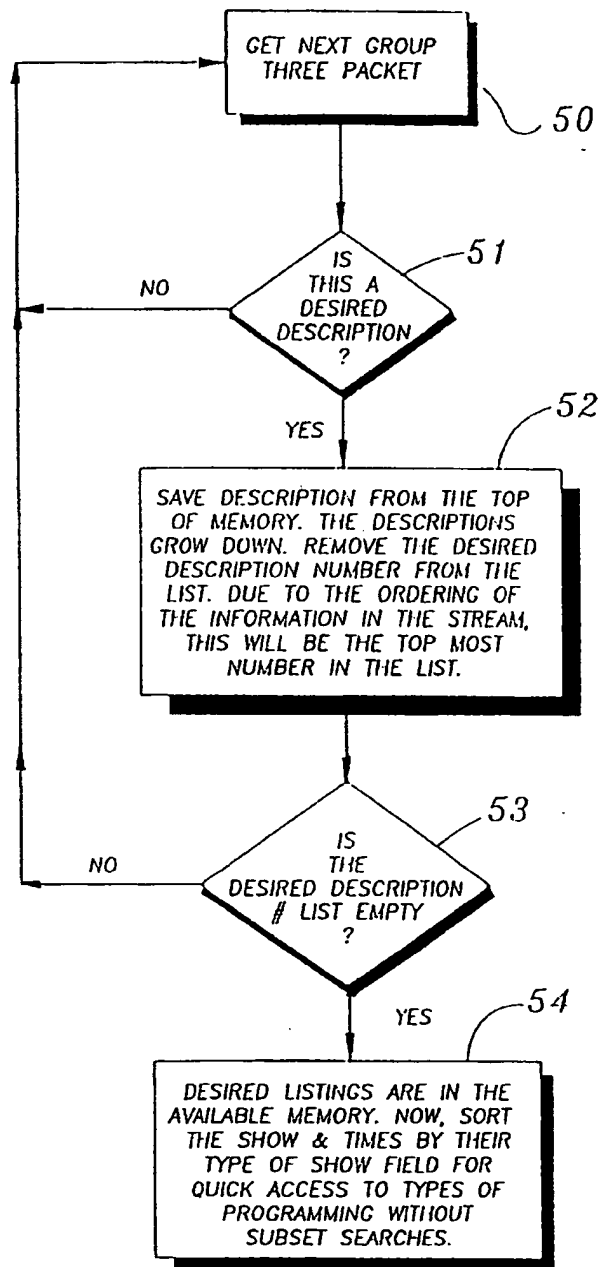 GET NEXT GROUP
THREE PACKET
50
IS
THIS A
DESIRED
DESCRIPTION
?
51
NO
YES
52
SAVE DESCRIPTION FROM THE TOP
OF MEMORY. THE DESCRIPTIONS
GROW DOWN. REMOVE THE DESIRED
DESCRIPTION NUMBER FROM THE
LIST. DUE TO THE ORDERING OF
THE INFORMATION IN THE STREAM,
THIS WILL BE THE TOP MOST
NUMBER IN THE LIST.
53
IS
THE
DESIRED DESCRIPTION
# LIST EMPTY
?
NO
YES
54
DESIRED LISTINGS ARE IN THE
AVAILABLE MEMORY. NOW, SORT
THE SHOW & TIMES BY THEIR
TYPE OF SHOW FIELD FOR
QUICK ACCESS TO TYPES OF
PROGRAMMING WITHOUT
SUBSET SEARCHES.